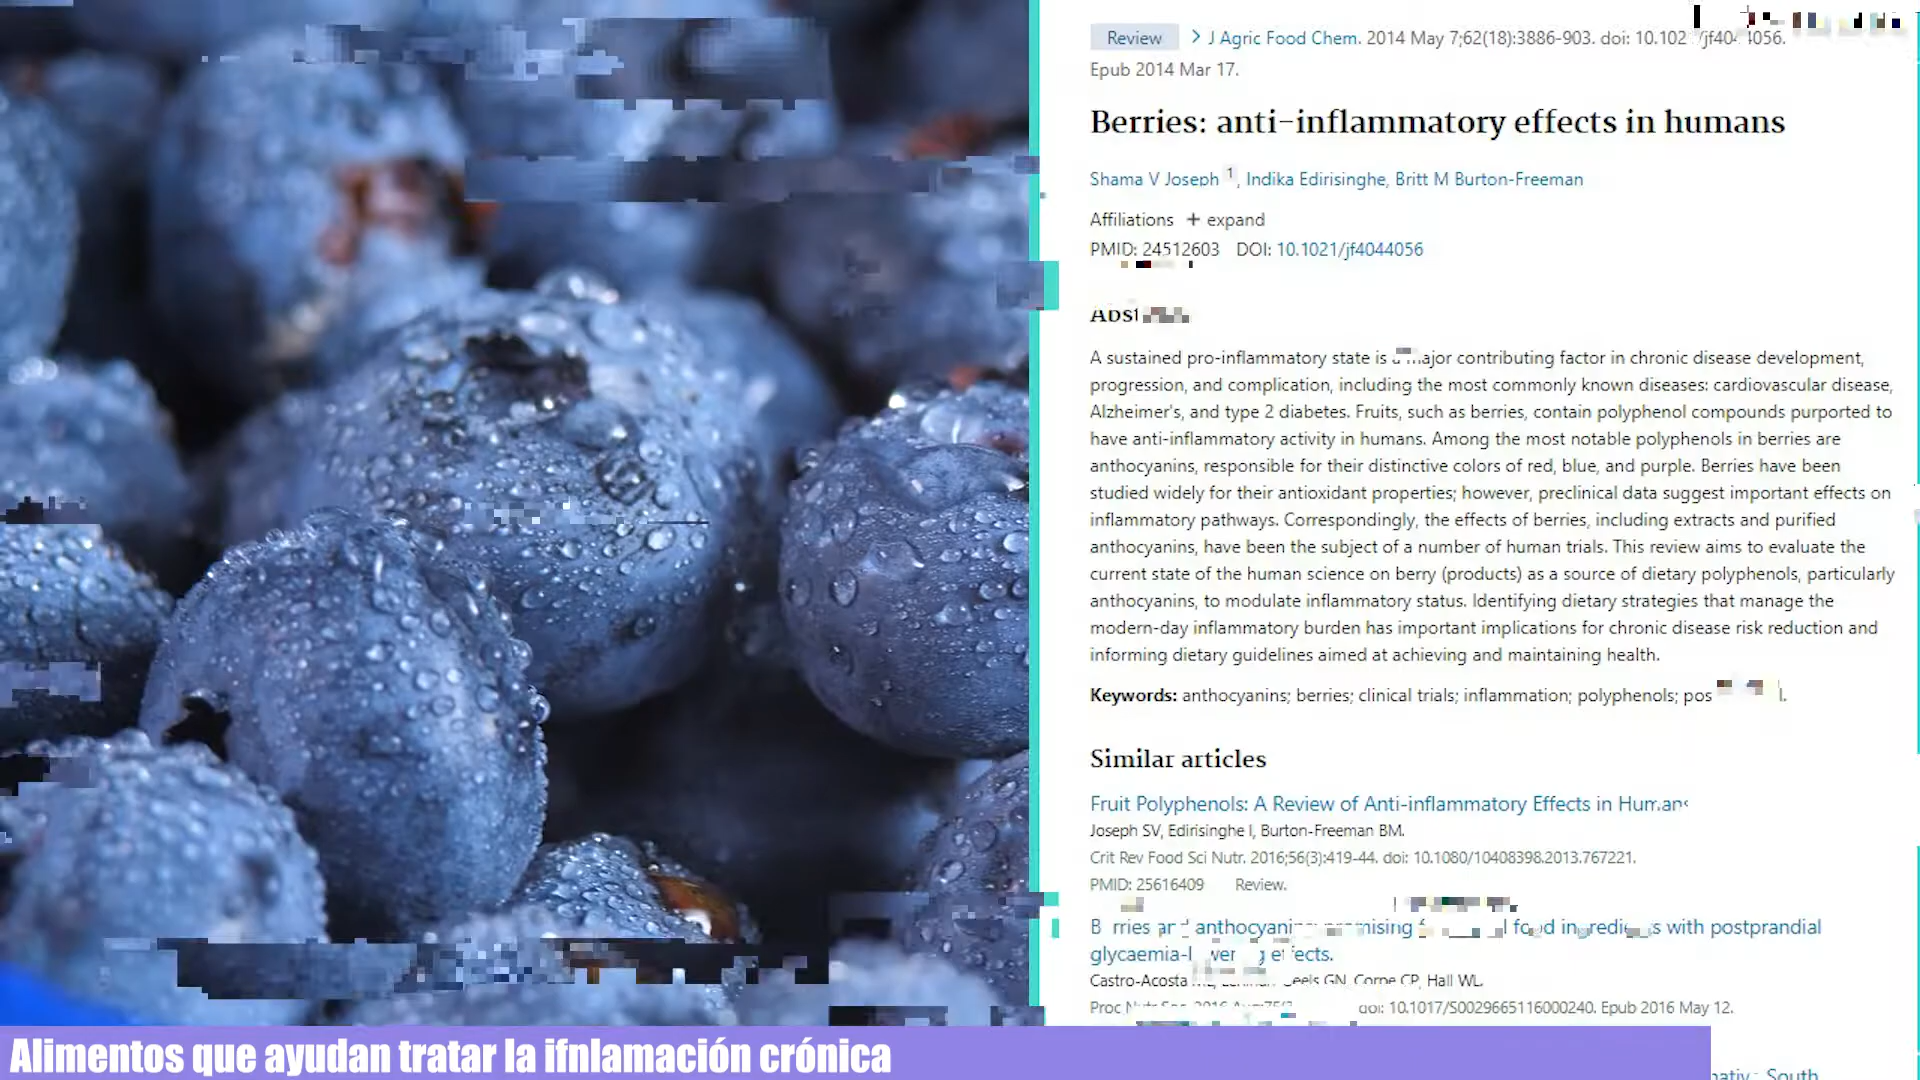 Review J Agric Food Chem. 2014 May 7;62(18):3886-903. doi:
Epub 2014 Mar 17.
Berries: anti-inflammatory effects in humans
Shama V Joseph 1, Indika Edirisinghe, Britt M Burton-Freeman
Affiliations + expand
PMID: 24512603 DOI: 10.1021/jf4044056
A sustained pro-inflammatory state is major contributing factor in chronic disease development,
progression, and complication, including the most commonly known diseases: cardiovascular disease,
Alzheimer's, and type 2 diabetes. Fruits, such as berries, contain polyphenol compounds purported to
have anti-inflammatory activity in humans. Among the most notable polyphenols in berries are
anthocyanins, responsible for their distinctive colors of red, blue, and purple. Berries have been
studied widely for their antioxidant properties; however, preclinical data suggest important effects on
inflammatory pathways. Correspondingly, the effects of berries, including extracts and purified
anthocyanins, have been the subject of a number of human trials. This review aims to evaluate the
current state of the human science on berry (products) as a source of dietary polyphenols, particularly
anthocyanins, to modulate inflammatory status. Identifying dietary strategies that manage the
modern-day inflammatory burden has important implications for chronic disease risk reduction and
informing dietary guidelines aimed at achieving and maintaining health.
Keywords: anthocyanins; berries; clinical trials; inflammation; polyphenols;
Similar articles
Fruit Polyphenols: A Review of Anti-inflammatory Effects in Humans
Joseph SV, Edirisinghe I, Burton-Freeman BM.
Crit Rev Food Sci Nutr. 2016;56(3):419-44. doi: 10.1080/10408398.2013.767221.
PMID: 25616409 Review.
food ingredients with postprandial
effects.
Castro-Acosta GN, Corpe CP, Hall WL.
doi: 10.1017/S0029665116000240. Epub 2016 May 12.
South
Alimentos que ayudan tratar la ifnlamación crónica